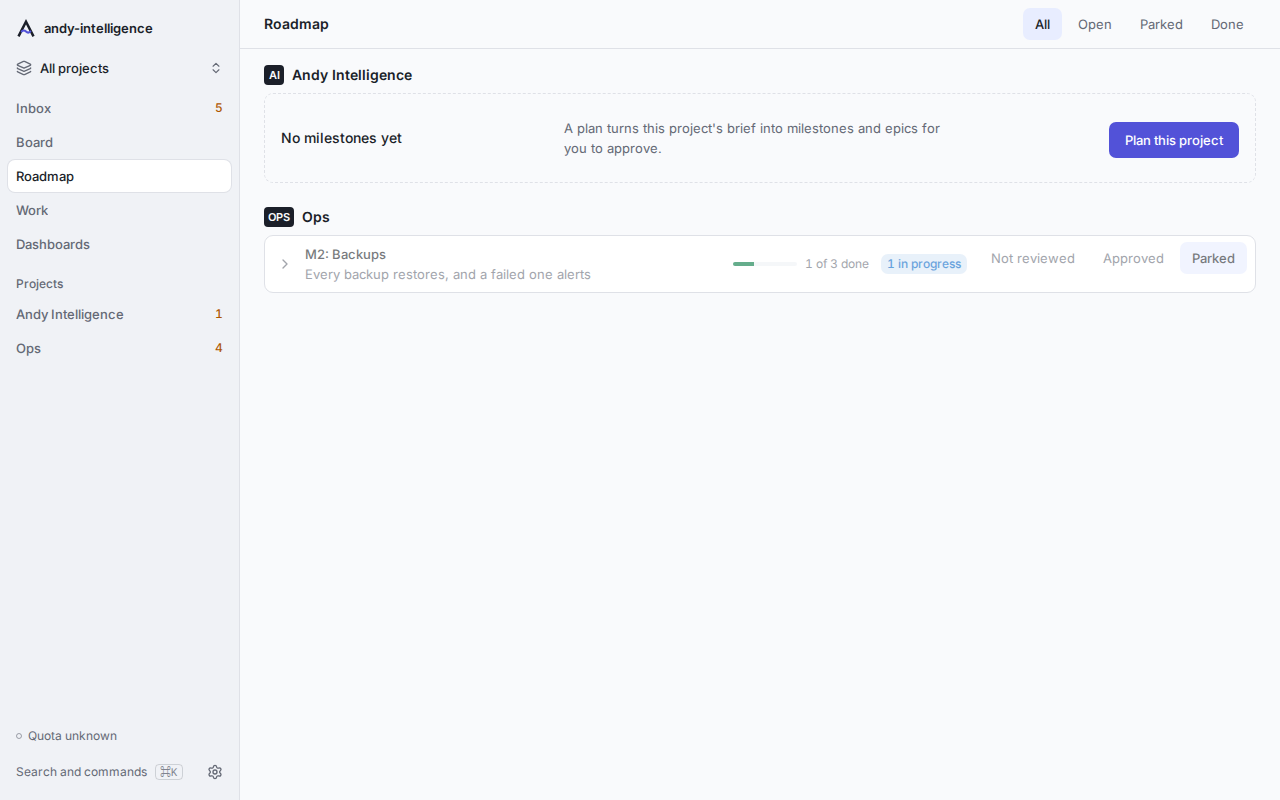 andy-intelligence
All projects
Inbox 5
Board
Roadmap
Work
Dashboards
Projects
Andy Intelligence 1
Ops 4
Quota unknown
Search and commands ⌘K
Roadmap
All Open Parked Done
AI Andy Intelligence
No milestones yet
A plan turns this project's brief into milestones and epics for
you to approve.
Plan this project
OPS Ops
M2: Backups
Every backup restores, and a failed one alerts
1 of 3 done 1 in progress Not reviewed Approved Parked